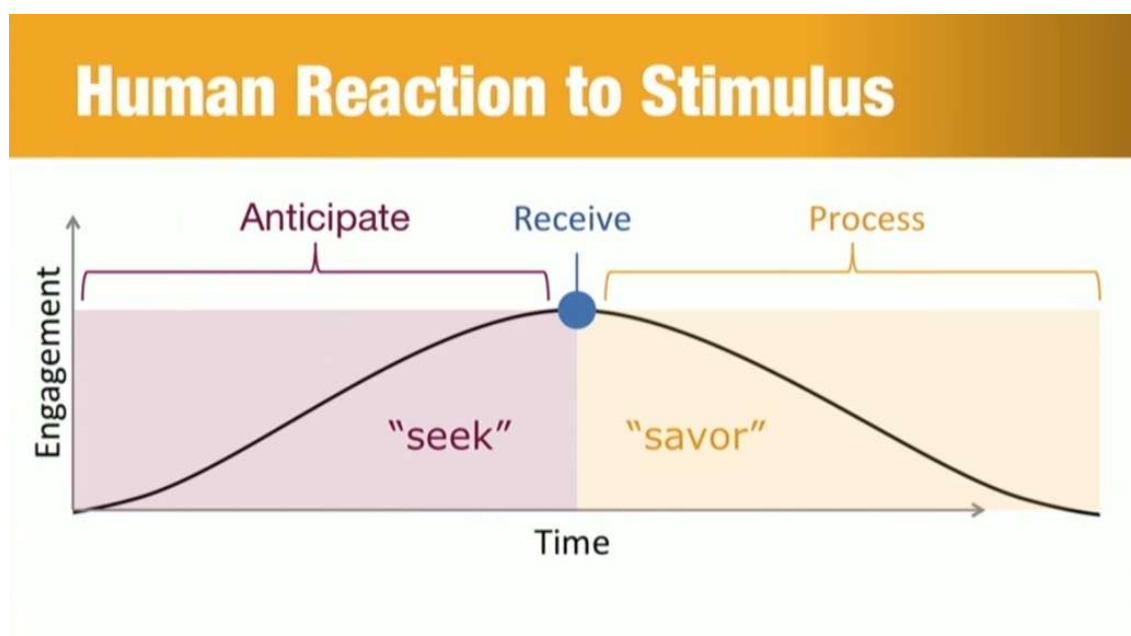 Human Reaction to Stimulus
Anticipate Receive Process
Engagement
“seek” “savor”
Time